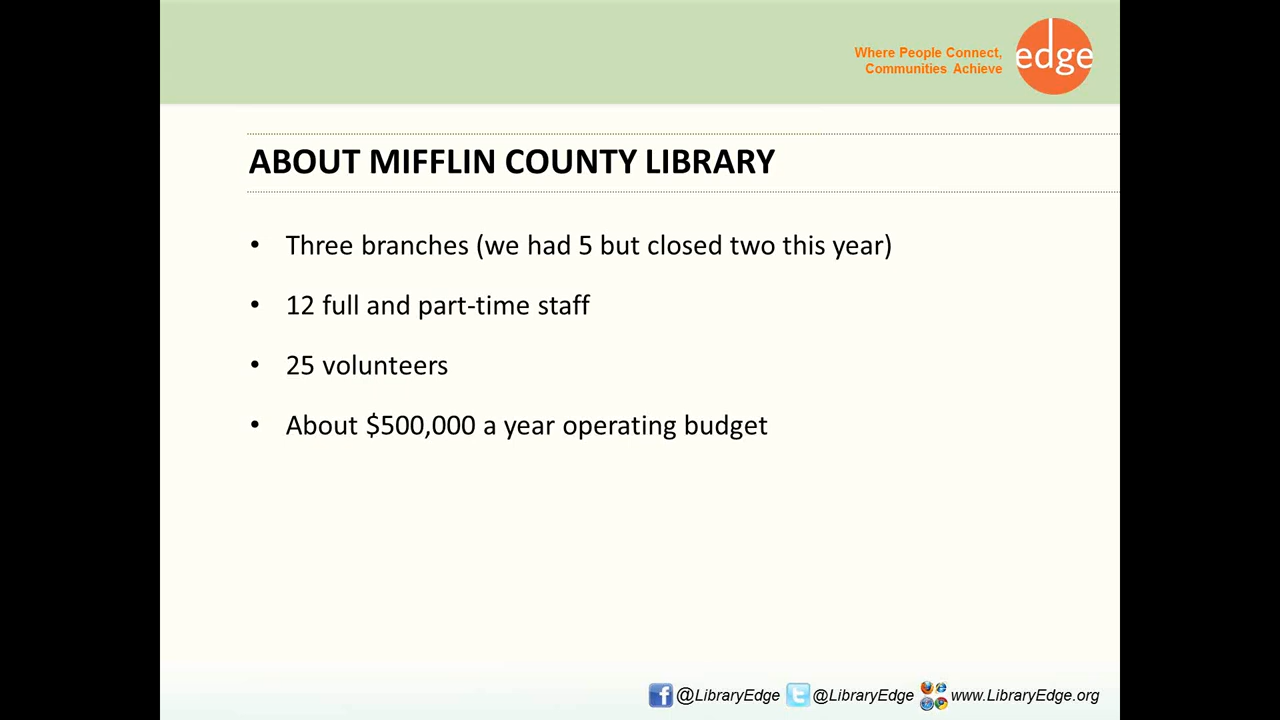 Where People Connect,
Communities Achieve
edge
ABOUT MIFFLIN COUNTY LIBRARY
• Three branches (we had 5 but closed two this year)
• 12 full and part-time staff
• 25 volunteers
• About $500,000 a year operating budget
@LibraryEdge @LibraryEdge www.LibraryEdge.org